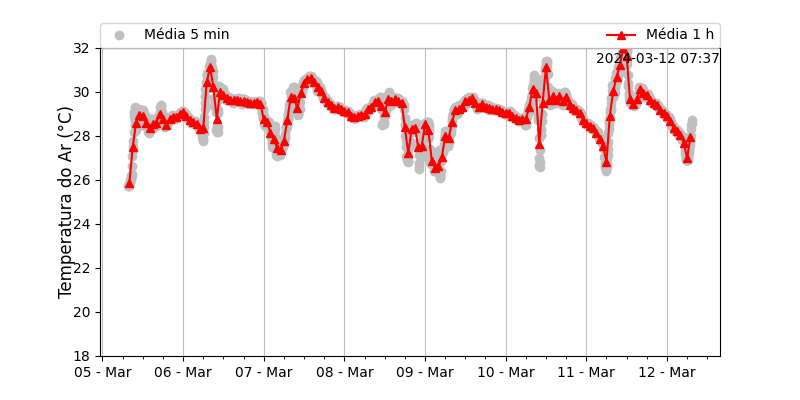 Média 5 min
Média 1 h
2024-03-12 07:37
Temperatura do Ar (°C)
32
30
28
26
24
22
20
18
05 - Mar
06 - Mar
07 - Mar
08 - Mar
09 - Mar
10 - Mar
11 - Mar
12 - Mar